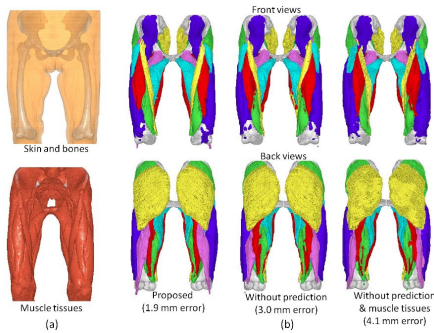 Front views
Skin and bones
Back views
Muscle tissues
Proposed
(1.9 mm error)
Without prediction
(3.0 mm error)
Without prediction
& muscle tissues
(4.1 mm error)
(a)
(b)